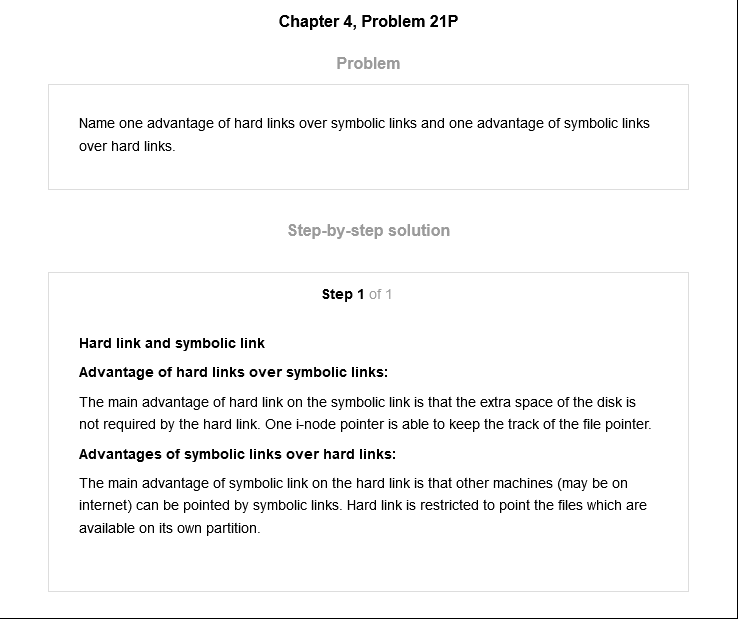 Chapter 4, Problem 21P
Problem
Name one advantage of hard links over symbolic links and one advantage of symbolic links
over hard links.
Step-by-step solution
Step 1 of 1
Hard link and symbolic link
Advantage of hard links over symbolic links:
The main advantage of hard link on the symbolic link is that the extra space of the disk is
not required by the hard link. One i-node pointer is able to keep the track of the file pointer.
Advantages of symbolic links over hard links:
The main advantage of symbolic link on the hard link is that other machines (may be on
internet) can be pointed by symbolic links. Hard link is restricted to point the files which are
available on its own partition.